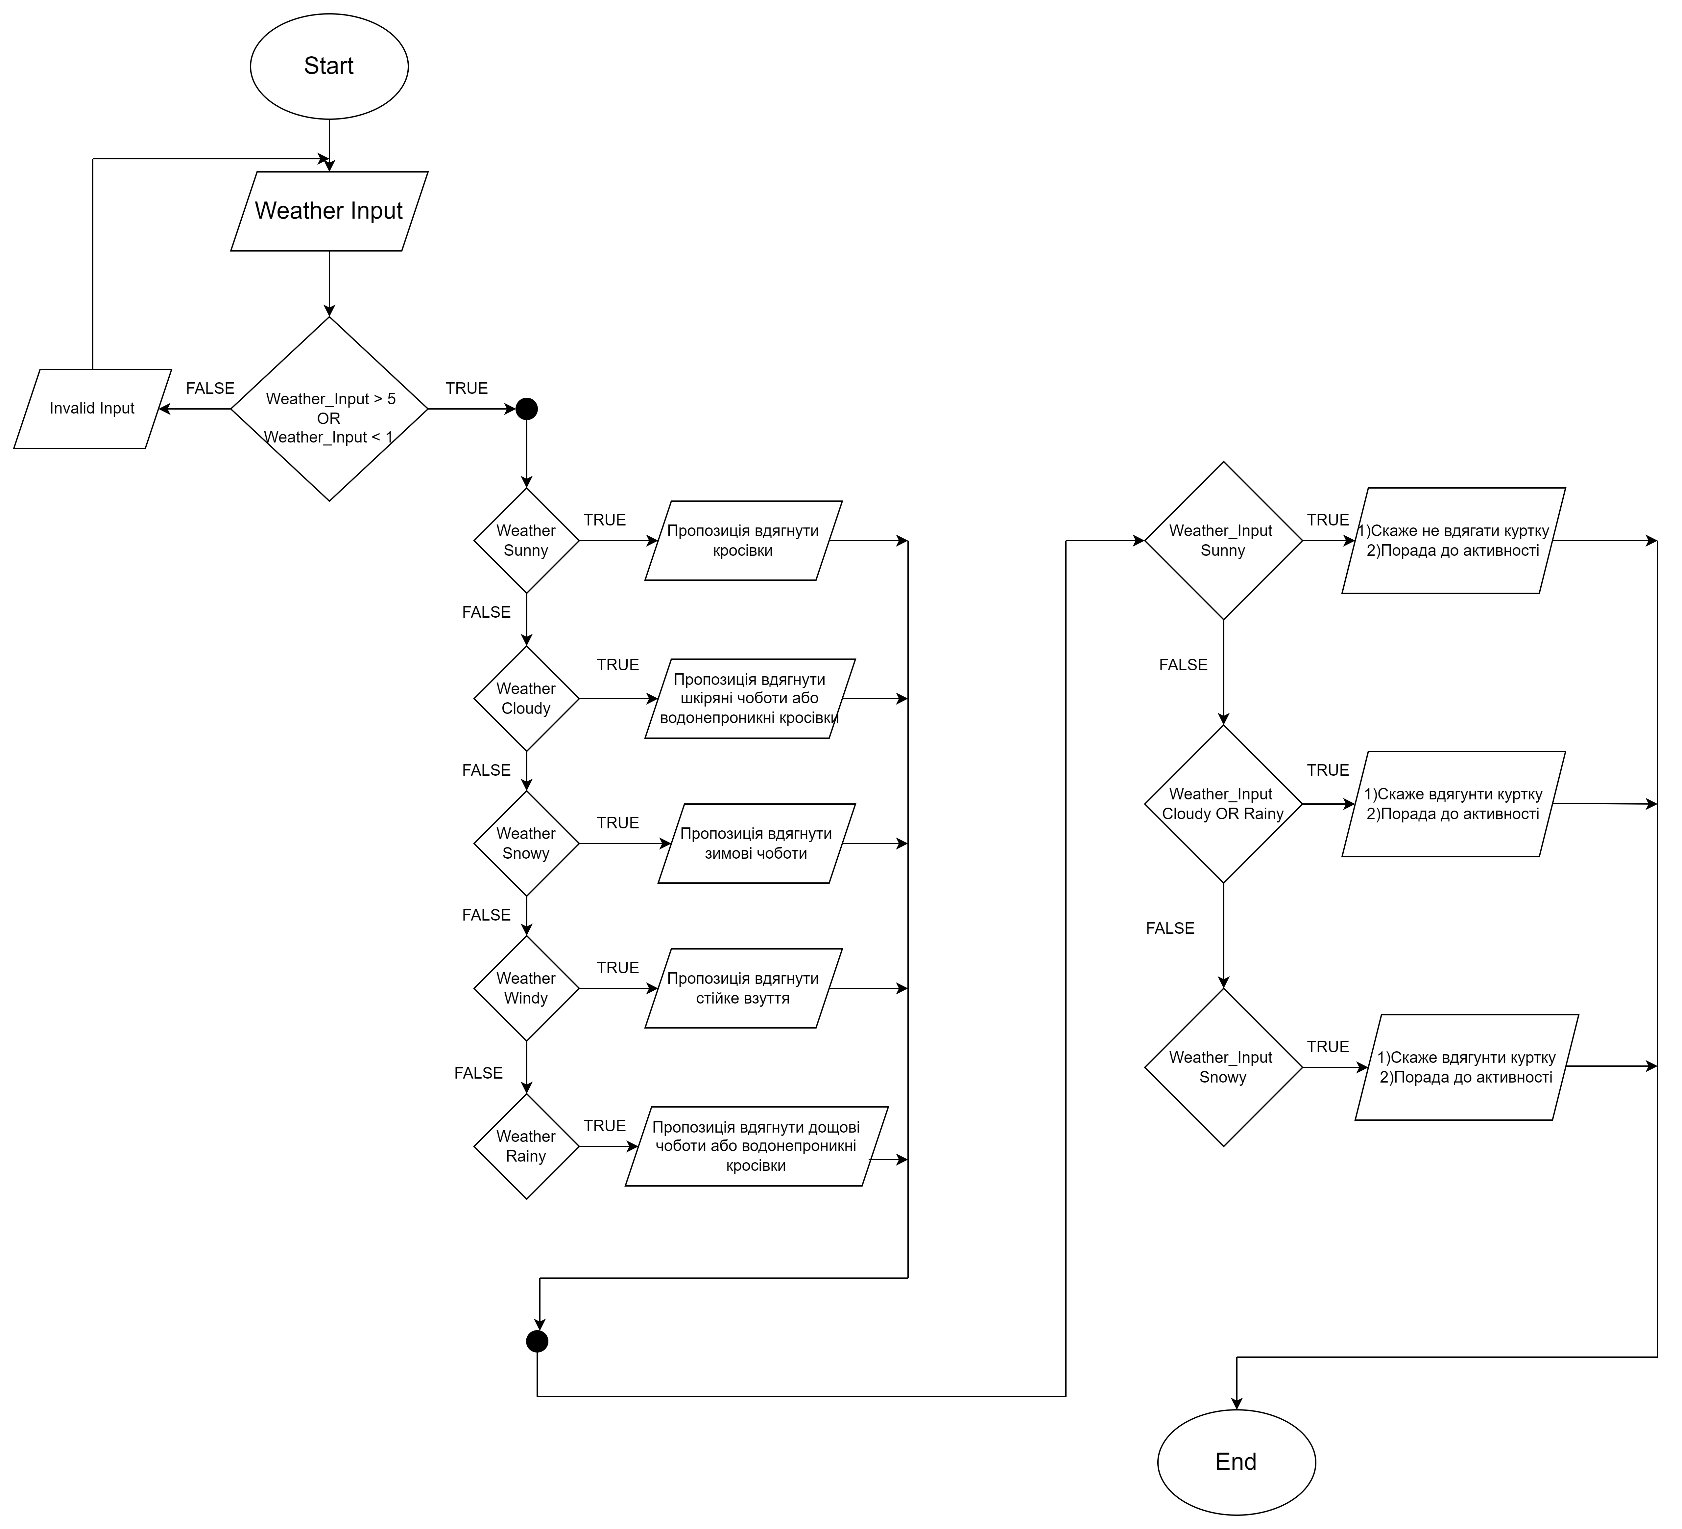 Start
Weather Input
FALSE
TRUE
Invalid Input
Weather_Input > 5
OR
Weather_Input < 1
Weather
Sunny
TRUE
Пропозиція вдягнути
кросівки
FALSE
Weather
Cloudy
TRUE
Пропозиція вдягнути
шкіряні чоботи або
водонепроникні кросівки
FALSE
Weather
Snowy
TRUE
Пропозиція вдягнути
зимові чоботи
FALSE
Weather
Windy
TRUE
Пропозиція вдягнути
стійке взуття
FALSE
Weather
Rainy
TRUE
Пропозиція вдягнути дощові
чоботи або водонепроникні
кросівки
Weather_Input
Sunny
TRUE
1)Скаже не вдягати куртку
2)Порада до активності
FALSE
Weather_Input
Cloudy OR Rainy
TRUE
1)Скаже вдягунти куртку
2)Порада до активності
FALSE
Weather_Input
Snowy
TRUE
1)Скаже вдягунти куртку
2)Порада до активності
End